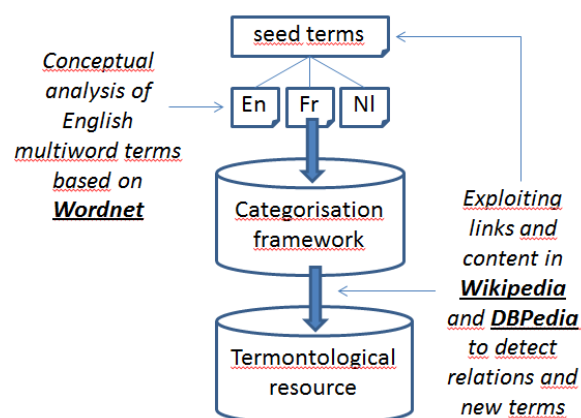 seed terms
Conceptual
analysis of
English
multiword terms
based on
Wordnet
En
Fr
Nl
Categorisation
framework
Exploiting
links and
content in
Wikipedia
and DBPedia
to detect
relations and
new terms
Termontological
resource